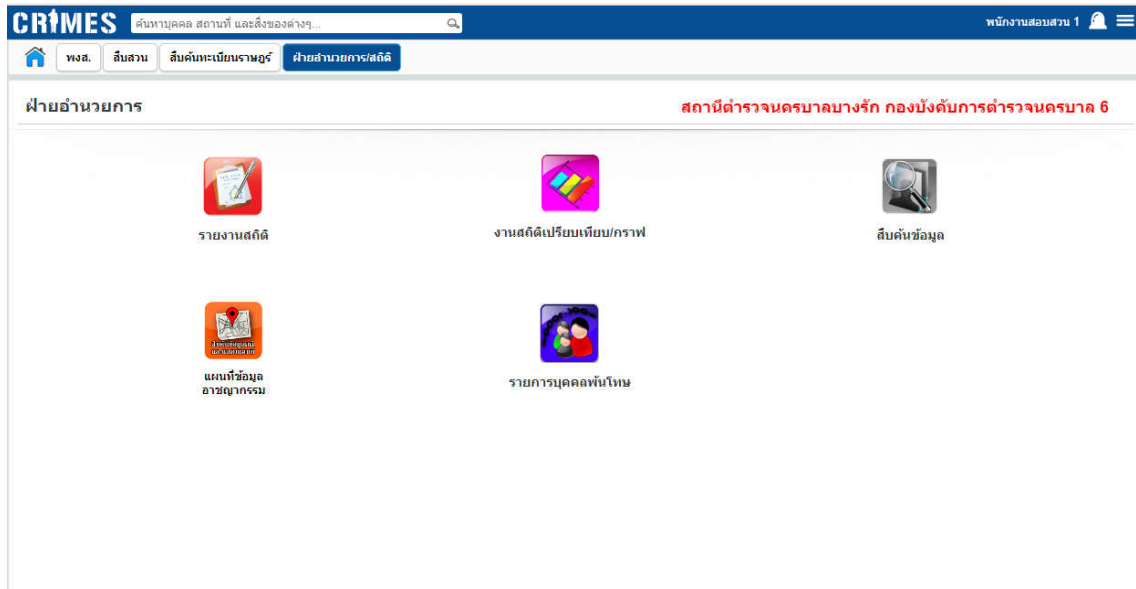 CRIMES
ค้นหาบุคคล สถานที่ และสิ่งของต่างๆ...
พนักงานสอบสวน 1
พงส.
สืบสวน
สืบค้นทะเบียนราษฎร์
ฝ่ายอำนวยการ/สถิติ
ฝ่ายอำนวยการ
สถานีตำรวจนครบาลบางรัก กองบังคับการตำรวจนครบาล 6
รายงานสถิติ
งานสถิติเปรียบเทียบ/กราฟ
สืบค้นข้อมูล
แผนที่ข้อมูล
อาชญากรรม
รายการบุคคลพ้นโทษ